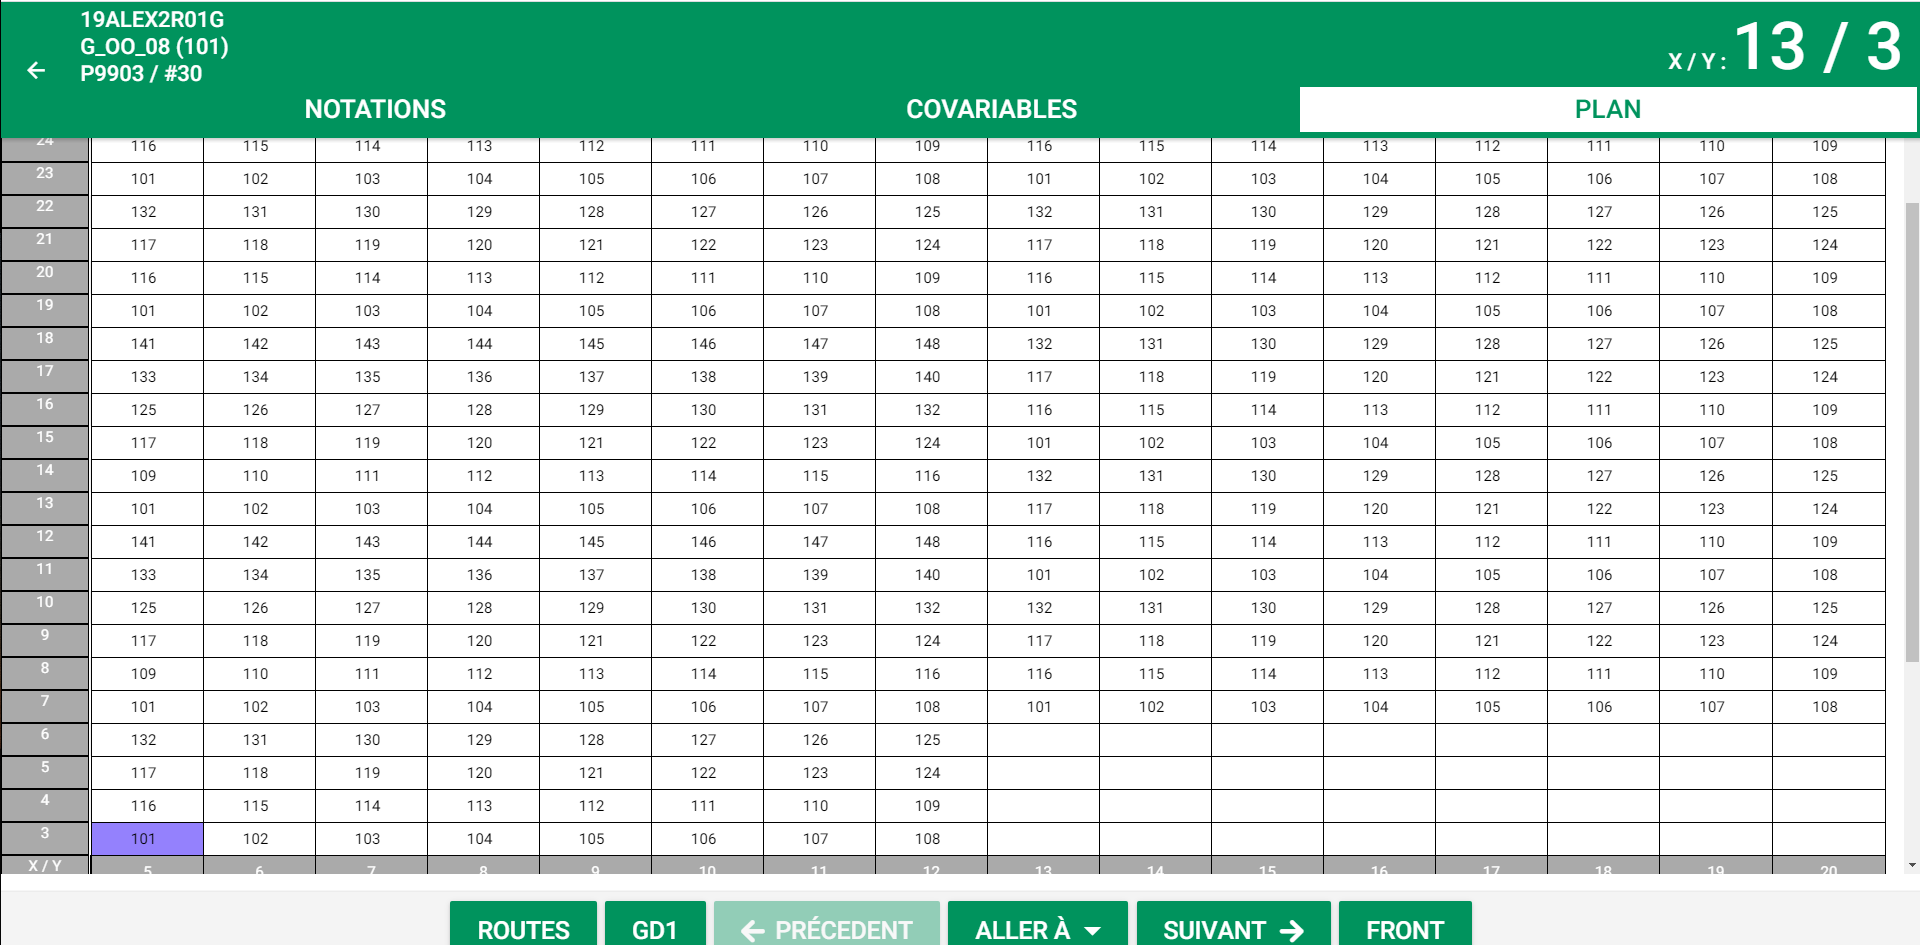 19ALEX2R01G
G_OO_08 (101)
P9903 / #30
X / Y : 13 / 3
NOTATIONS COVARIABLES PLAN
24 116 115 114 113 112 111 110 109 116 115 114 113 112 111 110 109
23 101 102 103 104 105 106 107 108 101 102 103 104 105 106 107 108
22 132 131 130 129 128 127 126 125 132 131 130 129 128 127 126 125
21 117 118 119 120 121 122 123 124 117 118 119 120 121 122 123 124
20 116 115 114 113 112 111 110 109 116 115 114 113 112 111 110 109
19 101 102 103 104 105 106 107 108 101 102 103 104 105 106 107 108
18 141 142 143 144 145 146 147 148 132 131 130 129 128 127 126 125
17 133 134 135 136 137 138 139 140 117 118 119 120 121 122 123 124
16 125 126 127 128 129 130 131 132 116 115 114 113 112 111 110 109
15 117 118 119 120 121 122 123 124 101 102 103 104 105 106 107 108
14 109 110 111 112 113 114 115 116 132 131 130 129 128 127 126 125
13 101 102 103 104 105 106 107 108 117 118 119 120 121 122 123 124
12 141 142 143 144 145 146 147 148 116 115 114 113 112 111 110 109
11 133 134 135 136 137 138 139 140 101 102 103 104 105 106 107 108
10 125 126 127 128 129 130 131 132 132 131 130 129 128 127 126 125
9 117 118 119 120 121 122 123 124 117 118 119 120 121 122 123 124
8 109 110 111 112 113 114 115 116 116 115 114 113 112 111 110 109
7 101 102 103 104 105 106 107 108 101 102 103 104 105 106 107 108
6 132 131 130 129 128 127 126 125
5 117 118 119 120 121 122 123 124
4 116 115 114 113 112 111 110 109
3 101 102 103 104 105 106 107 108
X / Y 5 6 7 8 9 10 11 12 13 14 15 16 17 18 19 20
ROUTES GD1 ← PRÉCEDENT ALLER À SUIVANT → FRONT